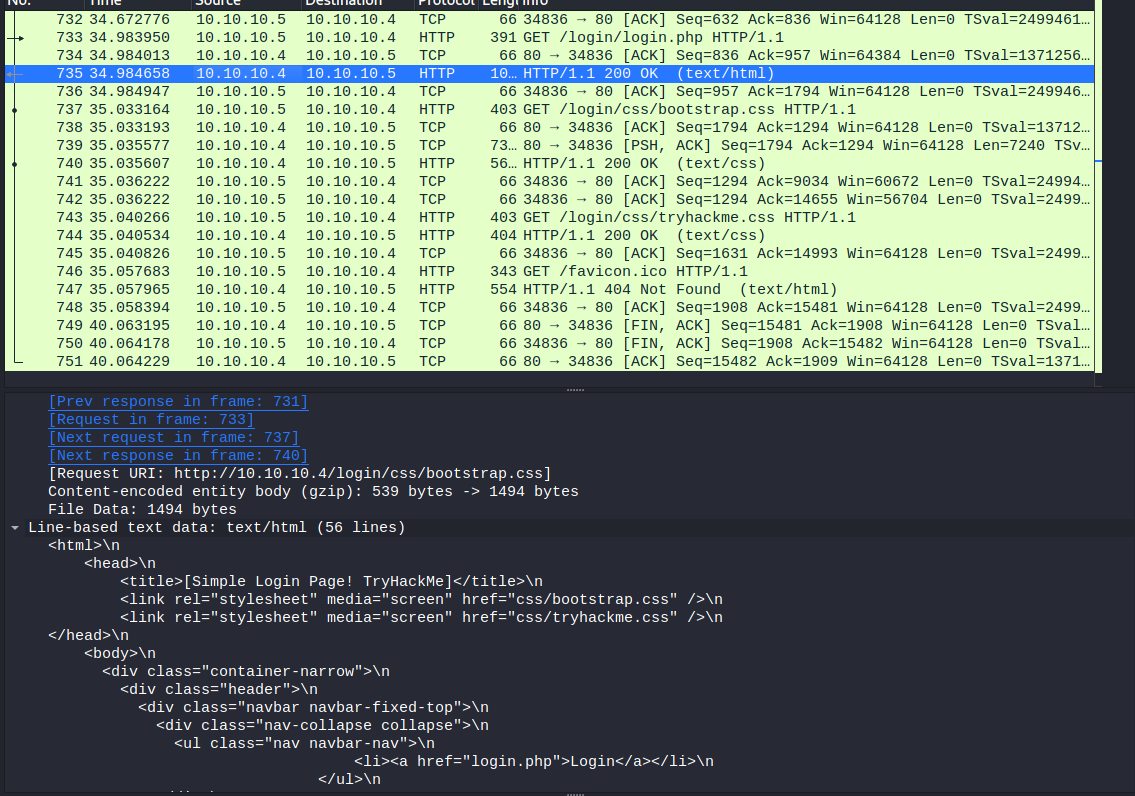 No. Time Source Destination Protocol Lengt Info
732 34.672776 10.10.10.5 10.10.10.4 TCP 66 34836 → 80 [ACK] Seq=632 Ack=836 Win=64128 Len=0 TSval=2499461…
733 34.983950 10.10.10.5 10.10.10.4 HTTP 391 GET /login/login.php HTTP/1.1
734 34.984013 10.10.10.4 10.10.10.5 TCP 66 80 → 34836 [ACK] Seq=836 Ack=957 Win=64384 Len=0 TSval=1371256…
735 34.984658 10.10.10.4 10.10.10.5 HTTP 10… HTTP/1.1 200 OK (text/html)
736 34.984947 10.10.10.5 10.10.10.4 TCP 66 34836 → 80 [ACK] Seq=957 Ack=1794 Win=64128 Len=0 TSval=249946…
737 35.033164 10.10.10.5 10.10.10.4 HTTP 403 GET /login/css/bootstrap.css HTTP/1.1
738 35.033193 10.10.10.4 10.10.10.5 TCP 66 80 → 34836 [ACK] Seq=1794 Ack=1294 Win=64128 Len=0 TSval=13712…
739 35.035577 10.10.10.4 10.10.10.5 TCP 73… 80 → 34836 [PSH, ACK] Seq=1794 Ack=1294 Win=64128 Len=7240 TSv…
740 35.035607 10.10.10.4 10.10.10.5 HTTP 56… HTTP/1.1 200 OK (text/css)
741 35.036222 10.10.10.5 10.10.10.4 TCP 66 34836 → 80 [ACK] Seq=1294 Ack=9034 Win=60672 Len=0 TSval=24994…
742 35.036222 10.10.10.5 10.10.10.4 TCP 66 34836 → 80 [ACK] Seq=1294 Ack=14655 Win=56704 Len=0 TSval=2499…
743 35.040266 10.10.10.5 10.10.10.4 HTTP 403 GET /login/css/tryhackme.css HTTP/1.1
744 35.040534 10.10.10.4 10.10.10.5 HTTP 404 HTTP/1.1 200 OK (text/css)
745 35.040826 10.10.10.5 10.10.10.4 TCP 66 34836 → 80 [ACK] Seq=1631 Ack=14993 Win=64128 Len=0 TSval=2499…
746 35.057683 10.10.10.5 10.10.10.4 HTTP 343 GET /favicon.ico HTTP/1.1
747 35.057965 10.10.10.4 10.10.10.5 HTTP 554 HTTP/1.1 404 Not Found (text/html)
748 35.058394 10.10.10.5 10.10.10.4 TCP 66 34836 → 80 [ACK] Seq=1908 Ack=15481 Win=64128 Len=0 TSval=2499…
749 40.063195 10.10.10.4 10.10.10.5 TCP 66 80 → 34836 [FIN, ACK] Seq=15481 Ack=1908 Win=64128 Len=0 TSval…
750 40.064178 10.10.10.5 10.10.10.4 TCP 66 34836 → 80 [FIN, ACK] Seq=1908 Ack=15482 Win=64128 Len=0 TSval…
751 40.064229 10.10.10.4 10.10.10.5 TCP 66 80 → 34836 [ACK] Seq=15482 Ack=1909 Win=64128 Len=0 TSval=1371…
[Prev response in frame: 731]
[Request in frame: 733]
[Next request in frame: 737]
[Next response in frame: 740]
[Request URI: http://10.10.10.4/login/css/bootstrap.css]
Content-encoded entity body (gzip): 539 bytes -> 1494 bytes
File Data: 1494 bytes
Line-based text data: text/html (56 lines)
<html>\n
<head>\n
<title>[Simple Login Page! TryHackMe]</title>\n
<link rel="stylesheet" media="screen" href="css/bootstrap.css" />\n
<link rel="stylesheet" media="screen" href="css/tryhackme.css" />\n
</head>\n
<body>\n
<div class="container-narrow">\n
<div class="header">\n
<div class="navbar navbar-fixed-top">\n
<div class="nav-collapse collapse">\n
<ul class="nav navbar-nav">\n
<li><a href="login.php">Login</a></li>\n
</ul>\n